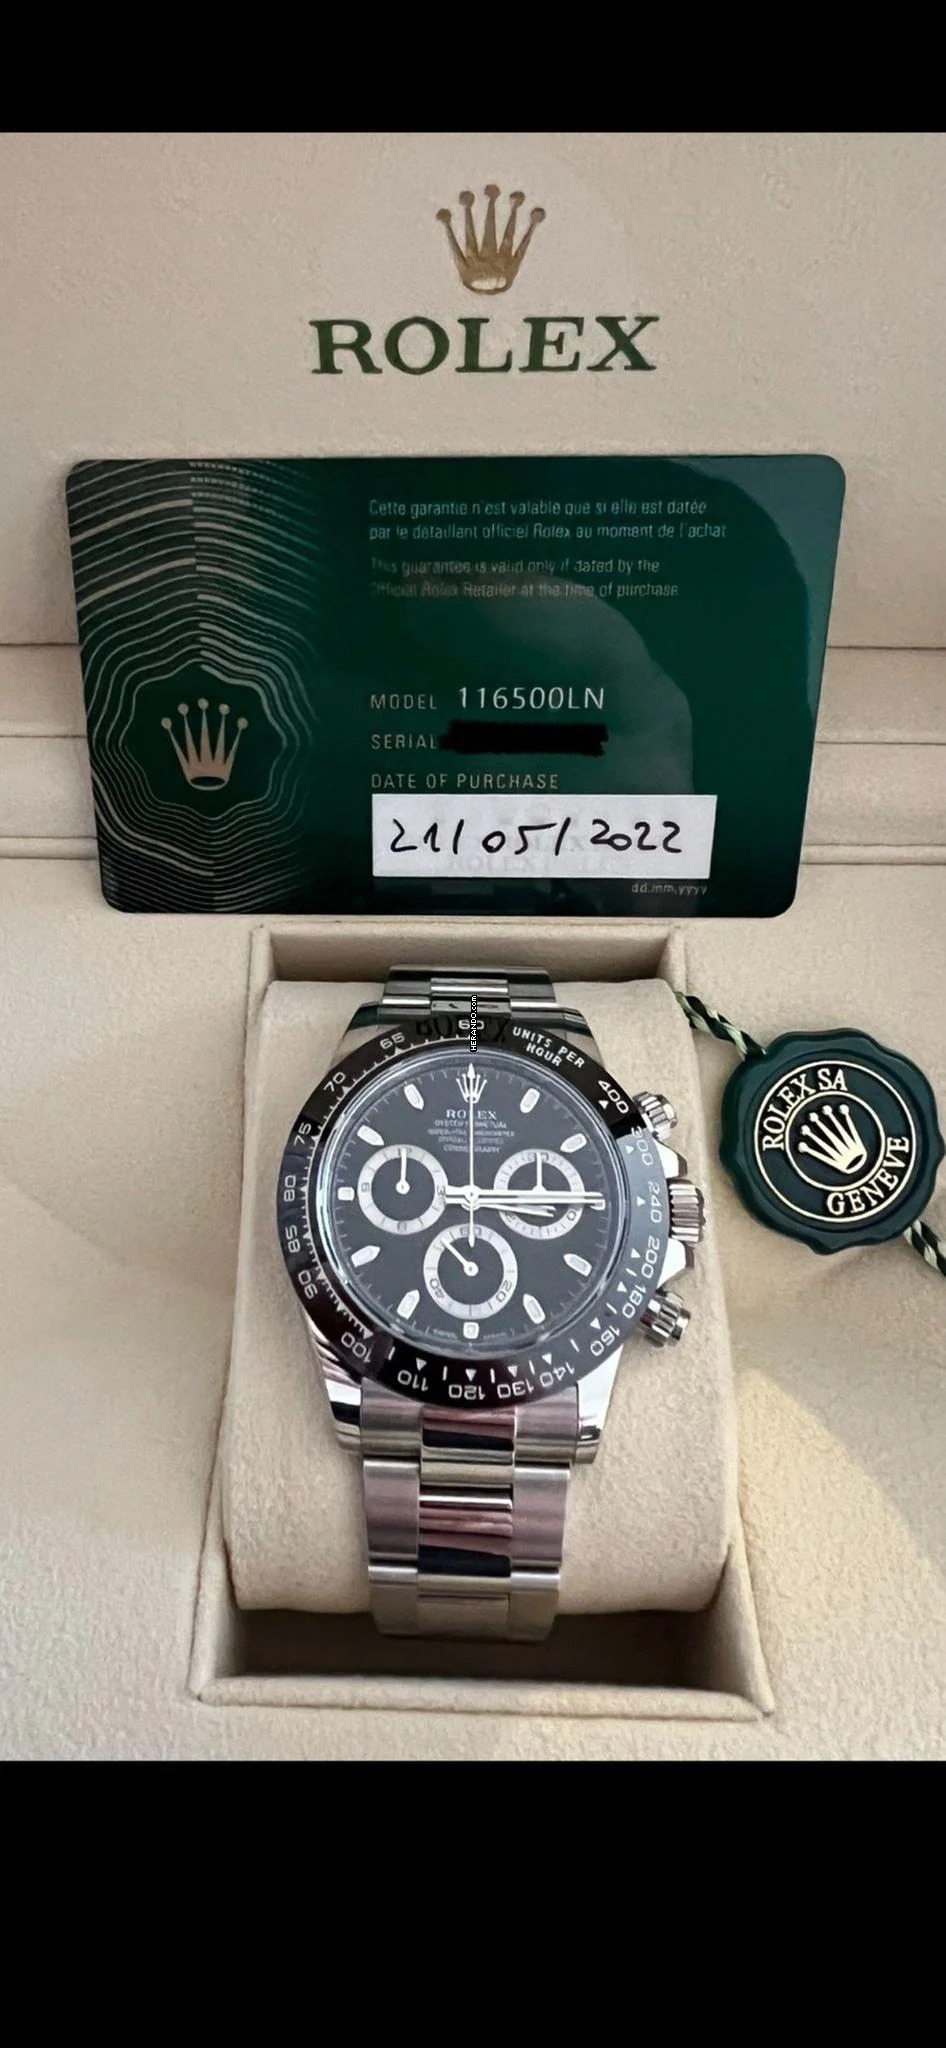 ROLEX
Cette garantie n'est valable que si elle est datée
par le détaillant officiel Rolex au moment de l'achat
This guarantee is valid only if dated by the
Official Rolex Retailer at the time of purchase
MODEL 116500LN
SERIAL
DATE OF PURCHASE
21/05/2022
dd.mm.yyyy
HERANDO.com
UNITS PER
HOUR
400
300
240
200
180
160
140
130
120
110
100
90
85
80
75
70
65
60
ROLEX
ROLEX SA
GENEVE